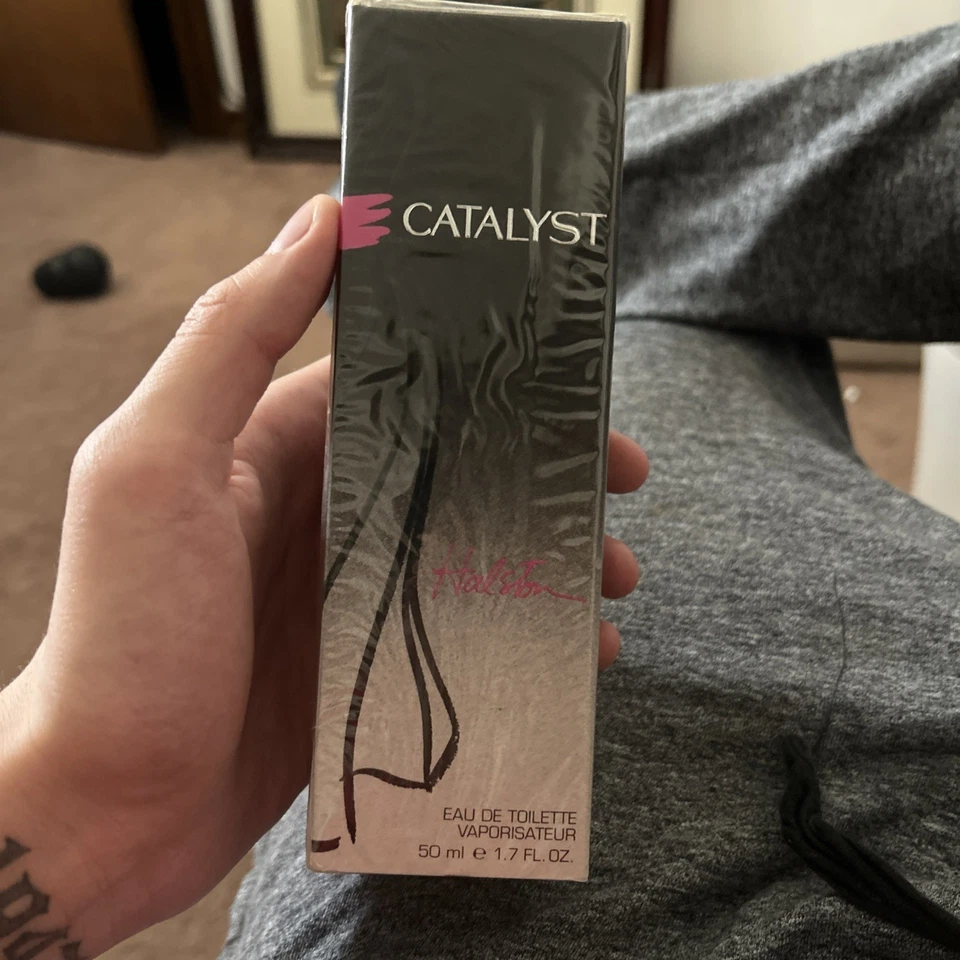 CATALYST
Halston
EAU DE TOILETTE
VAPORISATEUR
50 ml e 1.7 FL. OZ.